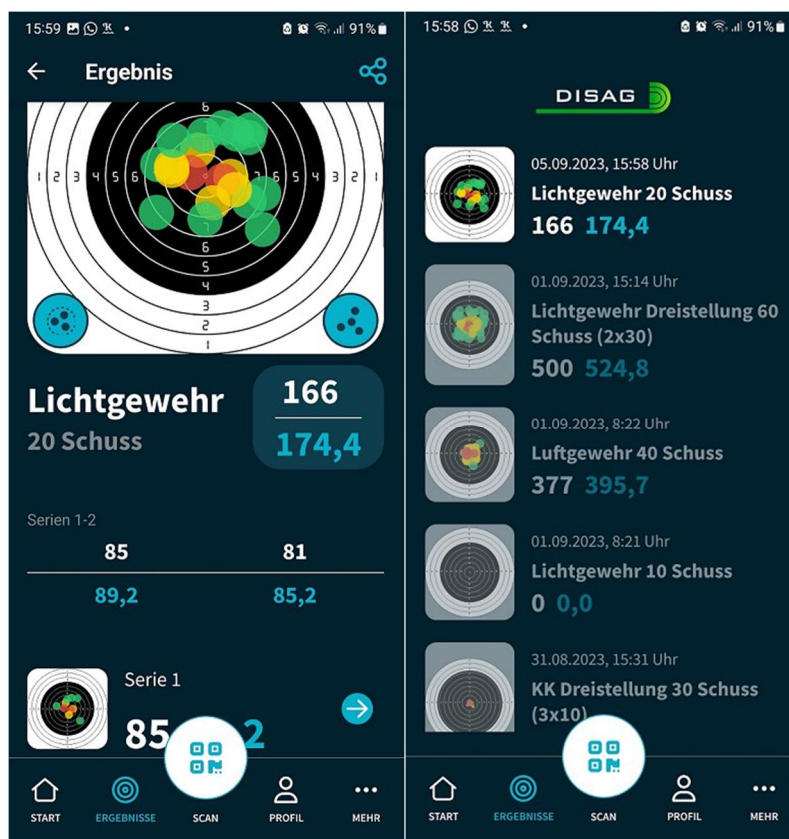 15:59
91%
Ergebnis
6
1 2 3 4 5 6 6 5 4 3 2 1
7
6
5
4
3
2
1
Lichtgewehr
20 Schuss
166
174,4
Serien 1-2
85 81
89,2 85,2
Serie 1
85 2
START ERGEBNISSE SCAN PROFIL MEHR
15:58
91%
DISAG
05.09.2023, 15:58 Uhr
Lichtgewehr 20 Schuss
166 174,4
01.09.2023, 15:14 Uhr
Lichtgewehr Dreistellung 60
Schuss (2x30)
500 524,8
01.09.2023, 8:22 Uhr
Luftgewehr 40 Schuss
377 395,7
01.09.2023, 8:21 Uhr
Lichtgewehr 10 Schuss
0 0,0
31.08.2023, 15:31 Uhr
KK Dreistellung 30 Schuss
(3x10)
START ERGEBNISSE SCAN PROFIL MEHR